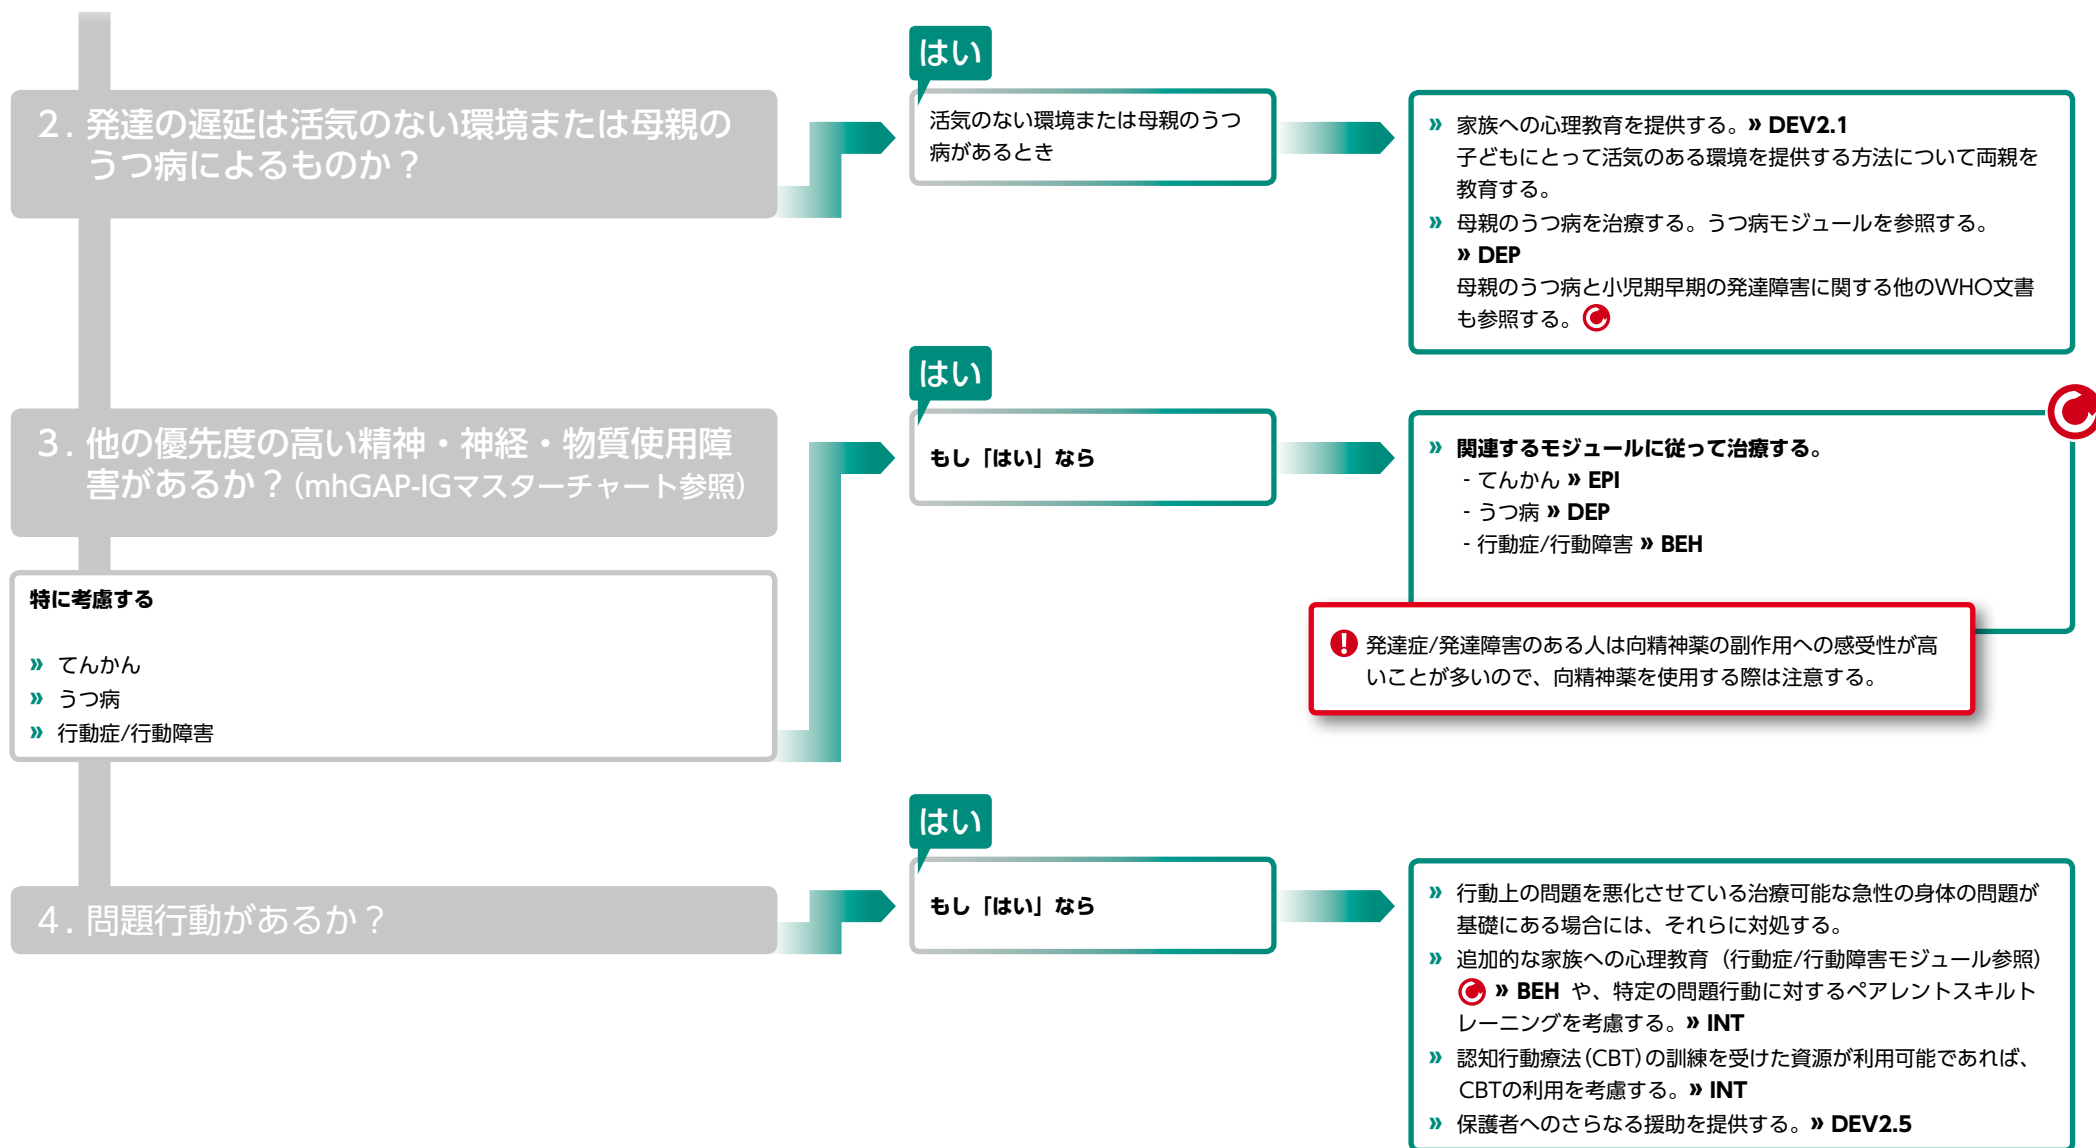 はい
2. 発達の遅延は活気のない環境または母親の
うつ病によるものか？
活気のない環境または母親のうつ
病があるとき
» 家族への心理教育を提供する。» DEV2.1
子どもにとって活気のある環境を提供する方法について両親を
教育する。
» 母親のうつ病を治療する。うつ病モジュールを参照する。
» DEP
母親のうつ病と小児期早期の発達障害に関する他のWHO文書
も参照する。
はい
3. 他の優先度の高い精神・神経・物質使用障
害があるか？(mhGAP-IGマスターチャート参照)
もし「はい」なら
» 関連するモジュールに従って治療する。
- てんかん » EPI
- うつ病 » DEP
- 行動症/行動障害 » BEH
特に考慮する
» てんかん
» うつ病
» 行動症/行動障害
発達症/発達障害のある人は向精神薬の副作用への感受性が高
いことが多いので、向精神薬を使用する際は注意する。
はい
4. 問題行動があるか？
もし「はい」なら
» 行動上の問題を悪化させている治療可能な急性の身体の問題が
基礎にある場合には、それらに対処する。
» 追加的な家族への心理教育（行動症/行動障害モジュール参照）
» BEH や、特定の問題行動に対するペアレントスキルト
レーニングを考慮する。» INT
» 認知行動療法(CBT)の訓練を受けた資源が利用可能であれば、
CBTの利用を考慮する。» INT
» 保護者へのさらなる援助を提供する。» DEV2.5